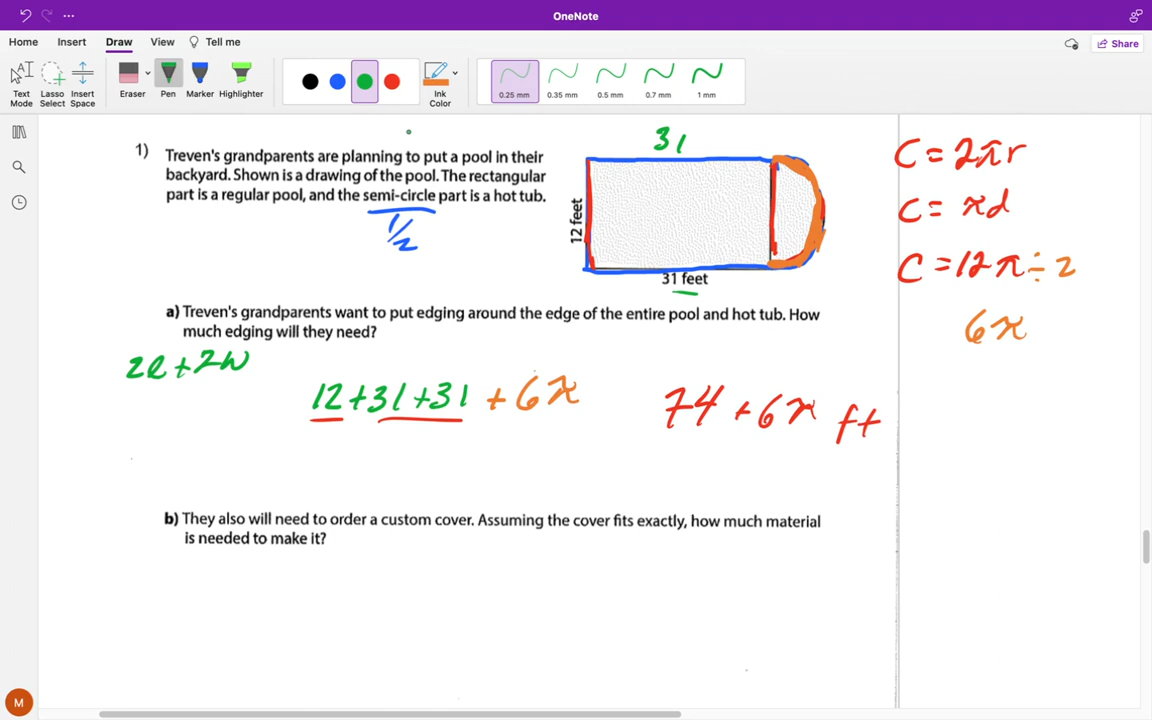 OneNote
Home Insert Draw View Tell me
Share
Text Mode
Lasso Select
Insert Space
Eraser
Pen
Marker
Highlighter
Ink Color
0.25 mm
0.35 mm
0.5 mm
0.7 mm
1 mm
1) Treven's grandparents are planning to put a pool in their
backyard. Shown is a drawing of the pool. The rectangular
part is a regular pool, and the semi-circle part is a hot tub.
1/2
31
12 feet
31 feet
C = 2πr
C = πd
C = 12π ÷ 2
6π
a) Treven's grandparents want to put edging around the edge of the entire pool and hot tub. How
much edging will they need?
2l + 2w
12 + 31 + 31 + 6π
74 + 6π ft
b) They also will need to order a custom cover. Assuming the cover fits exactly, how much material
is needed to make it?
M